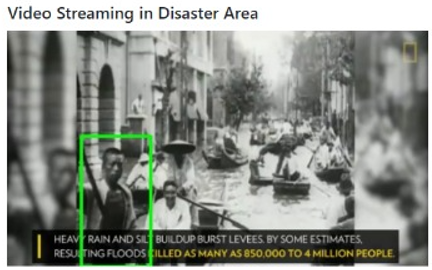 Video Streaming in Disaster Area
HEAVY RAIN AND SILT BUILDUP BURST LEVEES. BY SOME ESTIMATES,
RESULTING FLOODS KILLED AS MANY AS 850,000 TO 4 MILLION PEOPLE.